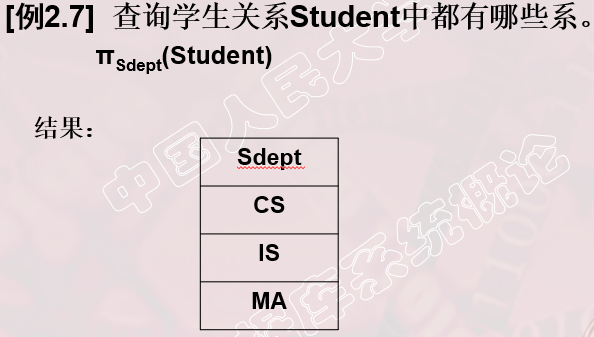 [例2.7] 查询学生关系Student中都有哪些系。
πSdept(Student)
结果：
Sdept
CS
IS
MA
中国人民大学
数据库系统概论